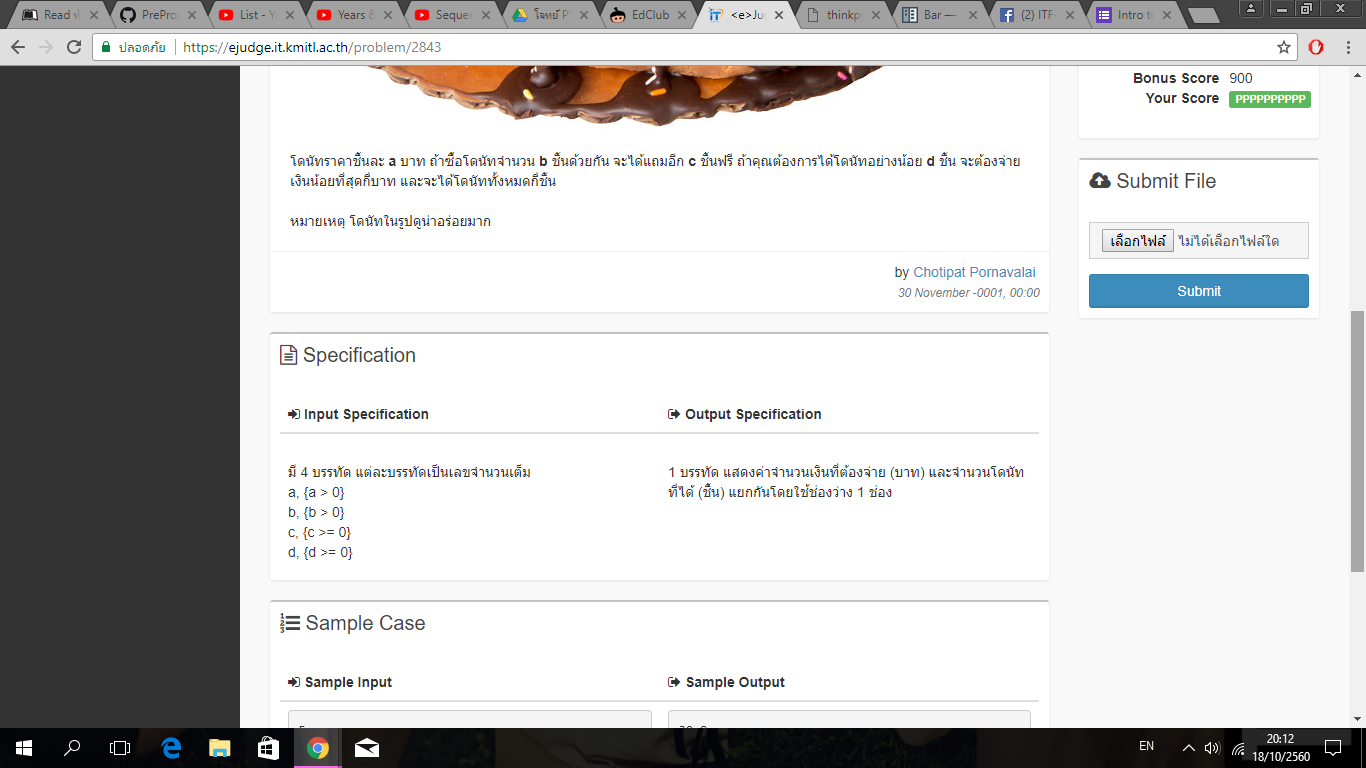 Read ห
PrePro
List - Y
Years &
Seque
โจทย์ P
EdClub
<e>Jud
thinkp
Bar —
(2) ITF-
Intro to
ปลอดภัย https://ejudge.it.kmitl.ac.th/problem/2843
Bonus Score 900
Your Score PPPPPPPPPP
โดนัทราคาชิ้นละ a บาท ถ้าซื้อโดนัทจำนวน b ชิ้นด้วยกัน จะได้แถมอีก c ชิ้นฟรี ถ้าคุณต้องการได้โดนัทอย่างน้อย d ชิ้น จะต้องจ่าย
เงินน้อยที่สุดกี่บาท และจะได้โดนัททั้งหมดกี่ชิ้น
หมายเหตุ โดนัทในรูปดูน่าอร่อยมาก
by Chotipat Pornavalai
30 November -0001, 00:00
Submit File
เลือกไฟล์ ไม่ได้เลือกไฟล์ใด
Submit
Specification
Input Specification
Output Specification
มี 4 บรรทัด แต่ละบรรทัดเป็นเลขจำนวนเต็ม
a, {a > 0}
b, {b > 0}
c, {c >= 0}
d, {d >= 0}
1 บรรทัด แสดงค่าจำนวนเงินที่ต้องจ่าย (บาท) และจำนวนโดนัท
ที่ได้ (ชิ้น) แยกกันโดยใช้ช่องว่าง 1 ช่อง
Sample Case
Sample Input
Sample Output
EN
20:12
18/10/2560